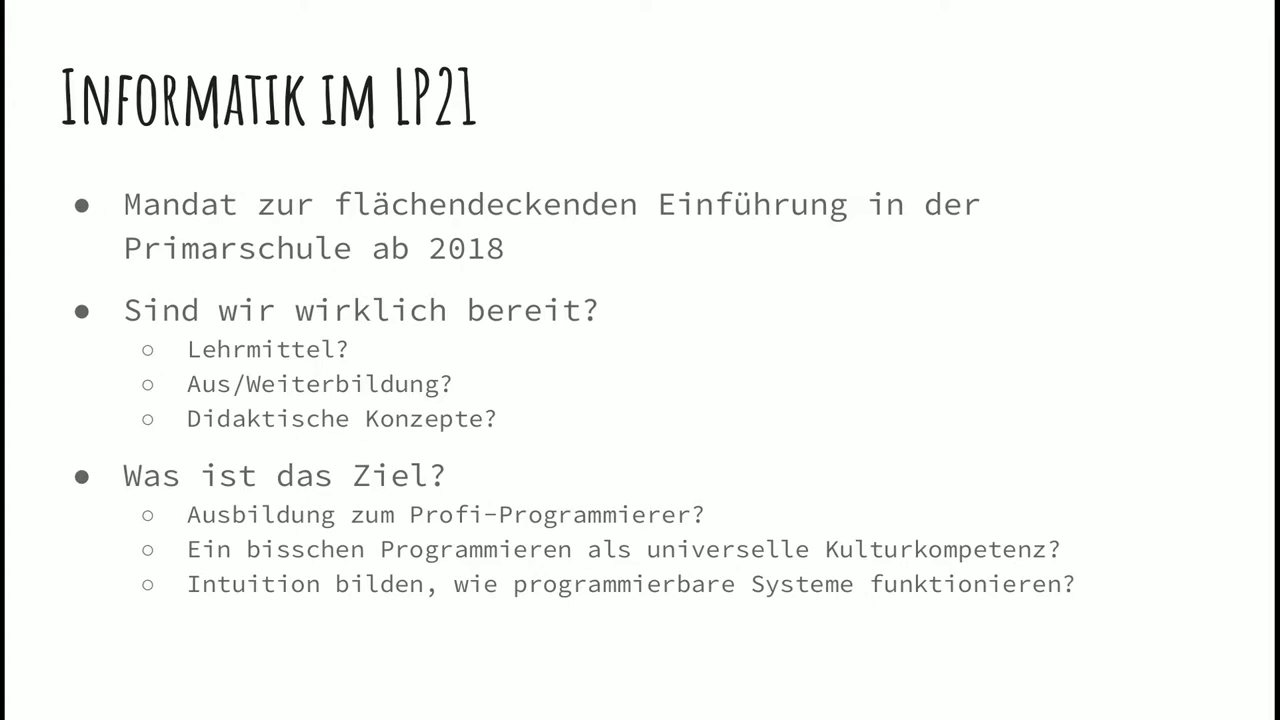 Informatik im LP21
● Mandat zur flächendeckenden Einführung in der
Primarschule ab 2018
● Sind wir wirklich bereit?
○ Lehrmittel?
○ Aus/Weiterbildung?
○ Didaktische Konzepte?
● Was ist das Ziel?
○ Ausbildung zum Profi-Programmierer?
○ Ein bisschen Programmieren als universelle Kulturkompetenz?
○ Intuition bilden, wie programmierbare Systeme funktionieren?